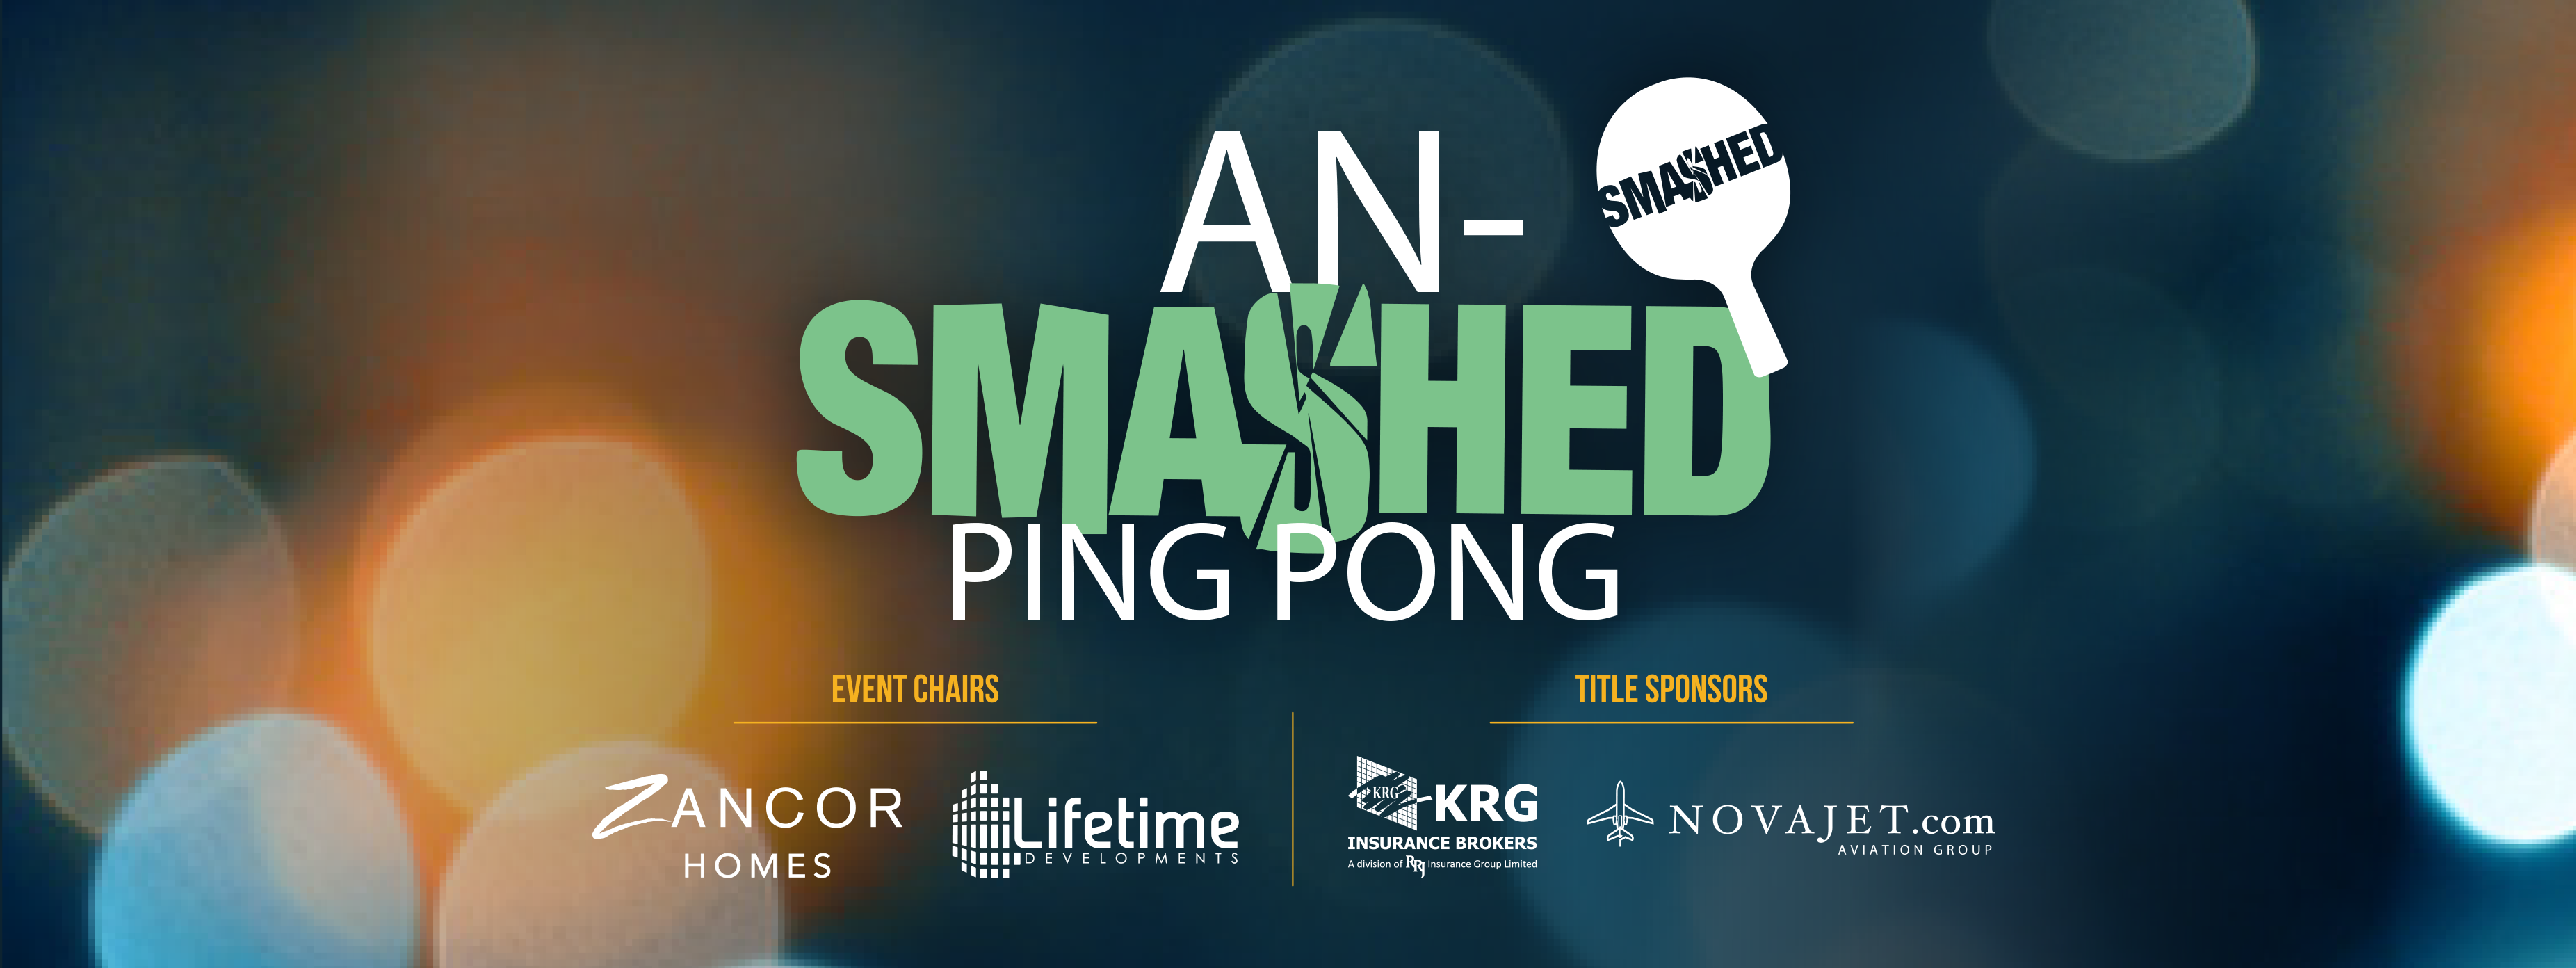 AN-
SMASHED
SMASHED
PING PONG
EVENT CHAIRS
TITLE SPONSORS
ZANCOR
HOMES
Lifetime
DEVELOPMENTS
KRG
KRG
INSURANCE BROKERS
A division of RRJ Insurance Group Limited
NOVAJET.com
AVIATION GROUP